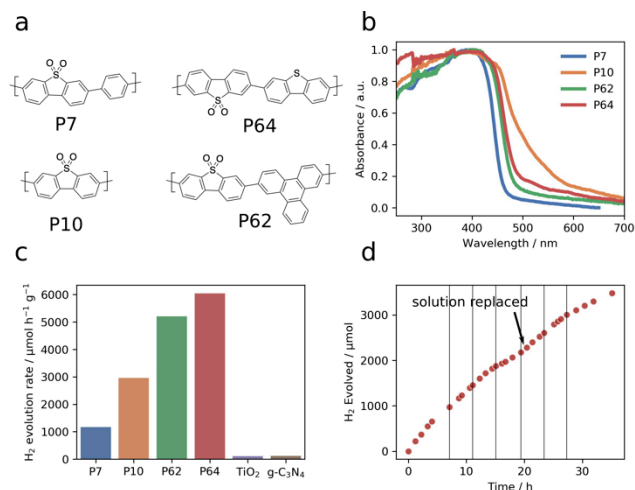 a
O O
S
P7
S
S
O O
P64
O O
S
P10
O O
S
P62
b
Absorbance / a.u.
1.0
0.8
0.6
0.4
0.2
0.0
300 400 500 600 700
Wavelength / nm
P7
P10
P62
P64
c
H₂ evolution rate / μmol h⁻¹ g⁻¹
6000
5000
4000
3000
2000
1000
0
P7 P10 P62 P64 TiO₂ g-C₃N₄
d
H₂ Evolved / μmol
3000
2000
1000
0
solution replaced
0 10 20 30
Time / h